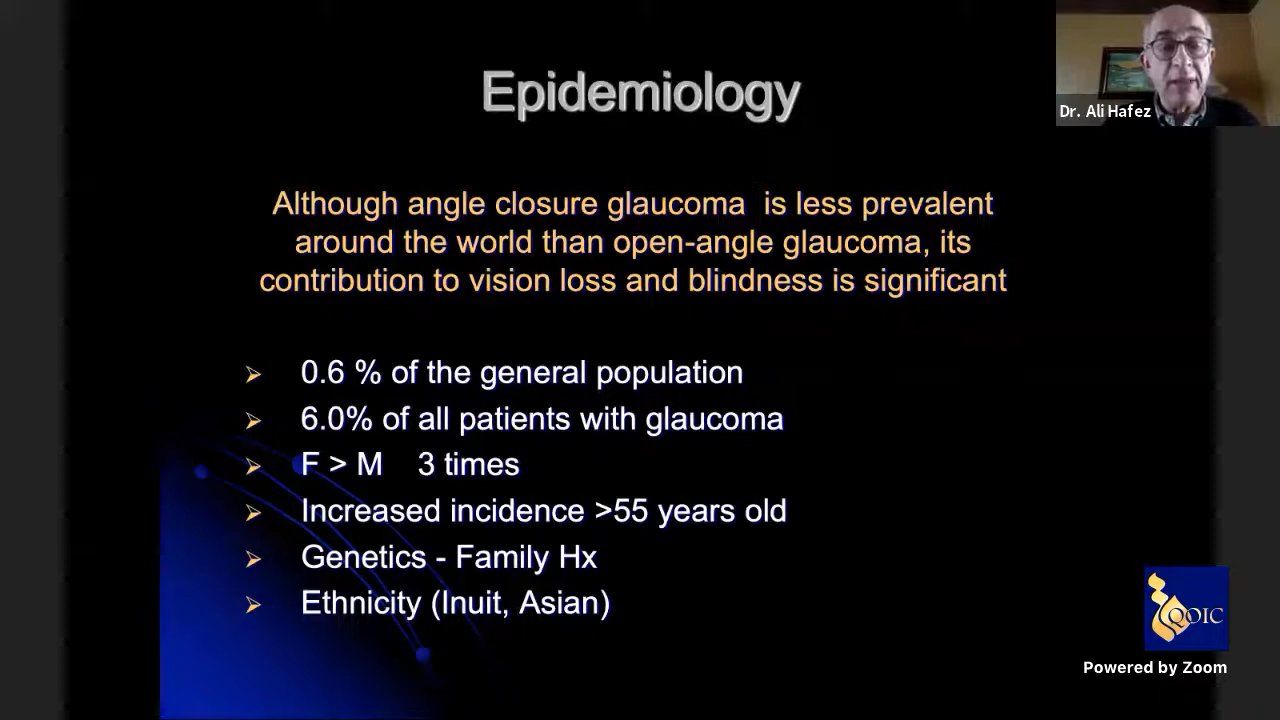 Epidemiology
Dr. Ali Hafez
Although angle closure glaucoma is less prevalent
around the world than open-angle glaucoma, its
contribution to vision loss and blindness is significant
0.6 % of the general population
6.0% of all patients with glaucoma
F > M 3 times
Increased incidence >55 years old
Genetics - Family Hx
Ethnicity (Inuit, Asian)
QOIC
Powered by Zoom